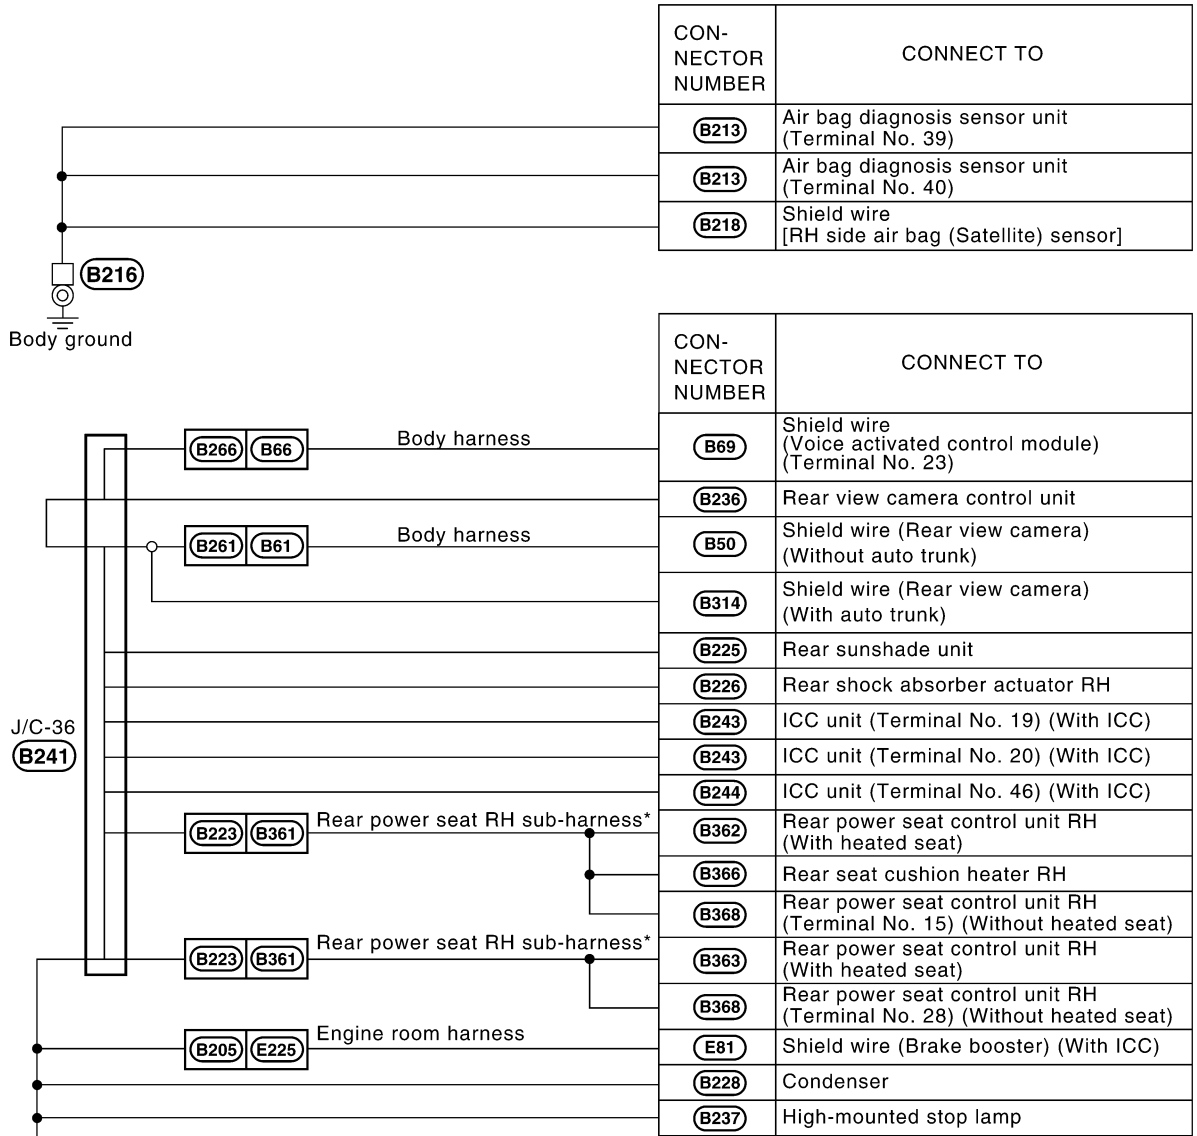 CON-
NECTOR
NUMBER
CONNECT TO
B213
Air bag diagnosis sensor unit
(Terminal No. 39)
B213
Air bag diagnosis sensor unit
(Terminal No. 40)
B218
Shield wire
[RH side air bag (Satellite) sensor]
B216
Body ground
CON-
NECTOR
NUMBER
CONNECT TO
B266 B66 Body harness B69
Shield wire
(Voice activated control module)
(Terminal No. 23)
B236 Rear view camera control unit
B261 B61 Body harness B50
Shield wire (Rear view camera)
(Without auto trunk)
B314
Shield wire (Rear view camera)
(With auto trunk)
B225 Rear sunshade unit
B226 Rear shock absorber actuator RH
J/C-36
B241
B243 ICC unit (Terminal No. 19) (With ICC)
B243 ICC unit (Terminal No. 20) (With ICC)
B244 ICC unit (Terminal No. 46) (With ICC)
B223 B361 Rear power seat RH sub-harness* B362
Rear power seat control unit RH
(With heated seat)
B366 Rear seat cushion heater RH
B368
Rear power seat control unit RH
(Terminal No. 15) (Without heated seat)
B223 B361 Rear power seat RH sub-harness* B363
Rear power seat control unit RH
(With heated seat)
B368
Rear power seat control unit RH
(Terminal No. 28) (Without heated seat)
B205 E225 Engine room harness E81 Shield wire (Brake booster) (With ICC)
B228 Condenser
B237 High-mounted stop lamp